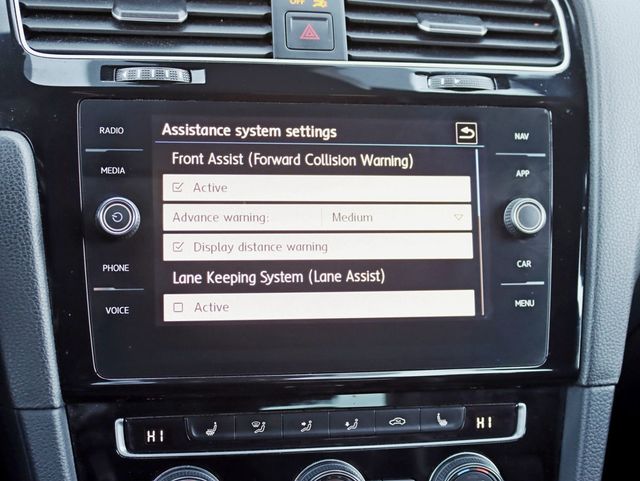 OFF
RADIO
MEDIA
PHONE
VOICE
Assistance system settings
Front Assist (Forward Collision Warning)
Active
Advance warning: Medium
Display distance warning
Lane Keeping System (Lane Assist)
Active
NAV
APP
CAR
MENU
HI
HI